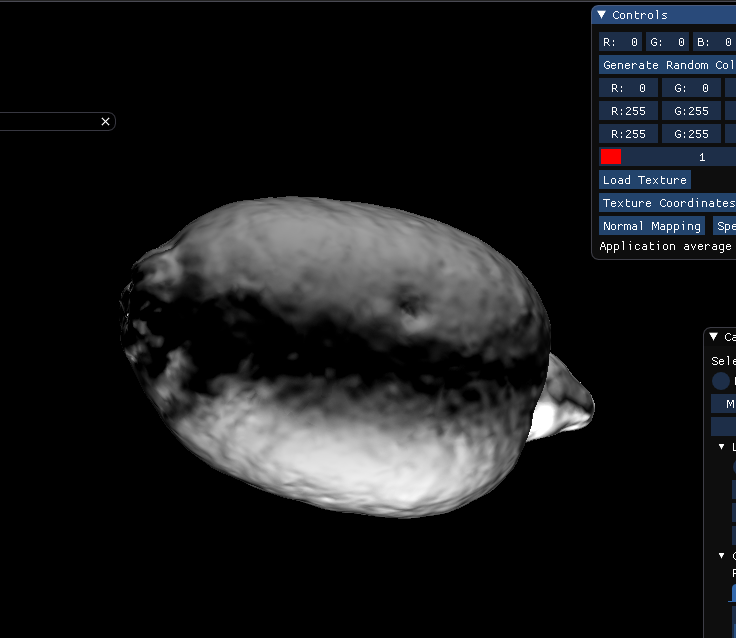 Controls
R: 0 G: 0 B: 0
Generate Random Col
R: 0 G: 0
R:255 G:255
R:255 G:255
1
Load Texture
Texture Coordinates
Normal Mapping Spe
Application average
Ca
Sele
M